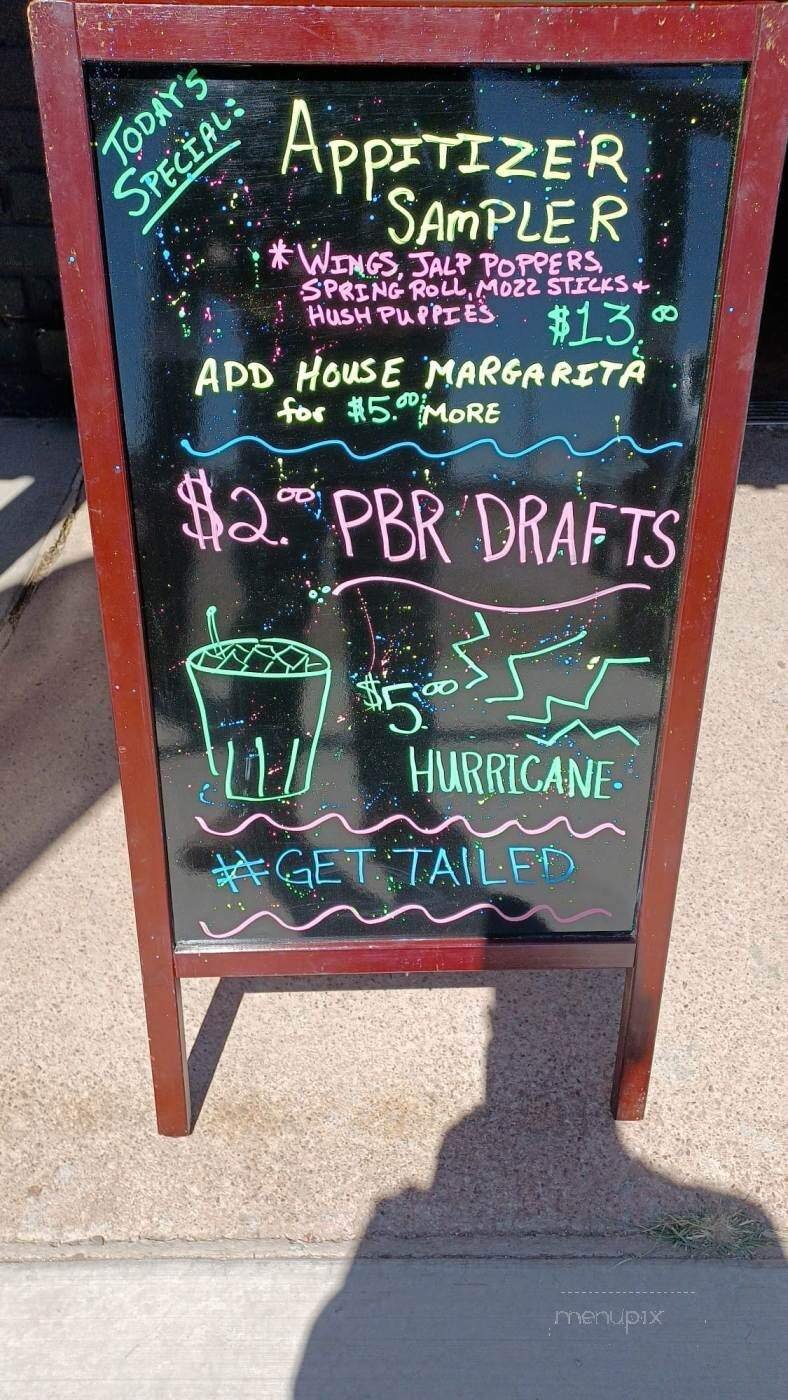 TODAY'S
SPECIAL:
APPITIZER
SAMPLER
* WINGS, JALP POPPERS,
SPRING ROLL, MOZZ STICKS +
HUSH PUPPIES $13.00
ADD HOUSE MARGARITA
for $5.00 MORE
$2.00 PBR DRAFTS
$5.00
HURRICANE
#GET TAILED
menupix